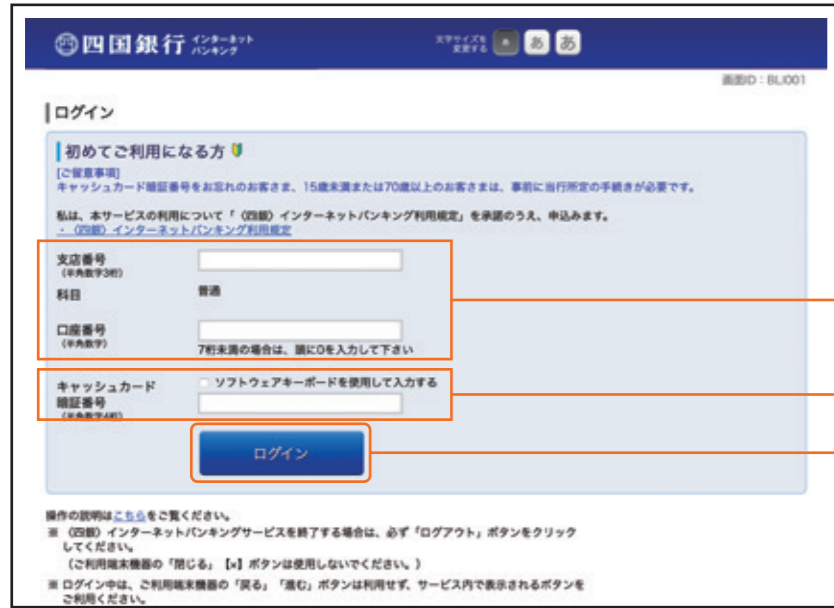 四国銀行 インターネットバンキング
文字サイズを変更する あ あ あ
画面ID：BLI001
ログイン
初めてご利用になる方
[ご留意事項]
キャッシュカード暗証番号をお忘れのお客さま、15歳未満または70歳以上のお客さまは、事前に当行所定の手続きが必要です。
私は、本サービスの利用について「（四銀）インターネットバンキング利用規定」を承諾のうえ、申込みます。
・（四銀）インターネットバンキング利用規定
支店番号
（半角数字3桁）
科目 普通
口座番号
（半角数字）
7桁未満の場合は、頭に0を入力して下さい
キャッシュカード
暗証番号
（半角数字4桁）
ソフトウェアキーボードを使用して入力する
ログイン
操作の説明はこちらをご覧ください。
※ （四銀）インターネットバンキングサービスを終了する場合は、必ず「ログアウト」ボタンをクリック
してください。
（ご利用端末機器の「閉じる」【×】ボタンは使用しないでください。）
※ ログイン中は、ご利用端末機器の「戻る」「進む」ボタンは利用せず、サービス内で表示されるボタンを
ご利用ください。